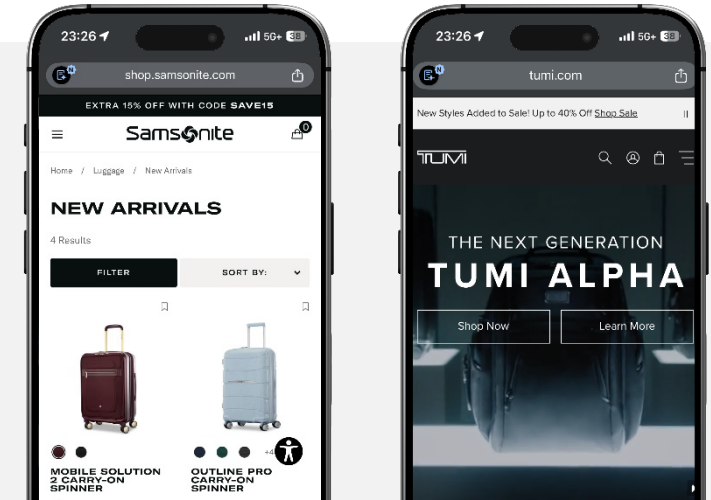 23:26
5G+ 38
N
shop.samsonite.com
EXTRA 15% OFF WITH CODE SAVE15
Samsonite
0
Home / Luggage / New Arrivals
NEW ARRIVALS
4 Results
FILTER
SORT BY:
+4
MOBILE SOLUTION
2 CARRY-ON
SPINNER
OUTLINE PRO
CARRY-ON
SPINNER
23:26
5G+ 38
N
tumi.com
New Styles Added to Sale! Up to 40% Off Shop Sale
TUMI
THE NEXT GENERATION
TUMI ALPHA
Shop Now
Learn More